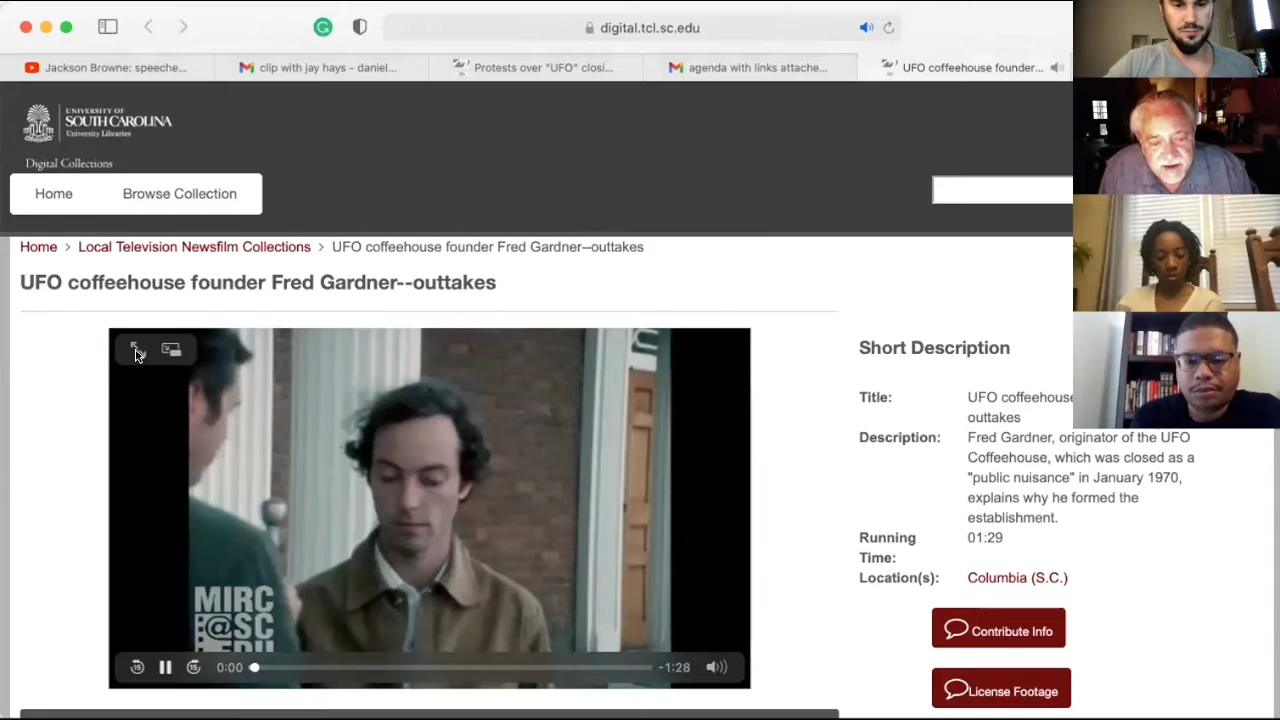 digital.tcl.sc.edu
Jackson Browne: speeche...
clip with jay hays - daniel...
Protests over "UFO" closi...
agenda with links attache...
UFO coffeehouse founder...
UNIVERSITY OF
SOUTH CAROLINA
University Libraries
Digital Collections
Home
Browse Collection
Home > Local Television Newsfilm Collections > UFO coffeehouse founder Fred Gardner--outtakes
UFO coffeehouse founder Fred Gardner--outtakes
MIRC
@SC
EDU
15
15
0:00
-1:28
Short Description
Title: UFO coffeehouse
outtakes
Description: Fred Gardner, originator of the UFO
Coffeehouse, which was closed as a
"public nuisance" in January 1970,
explains why he formed the
establishment.
Running 01:29
Time:
Location(s): Columbia (S.C.)
Contribute Info
License Footage